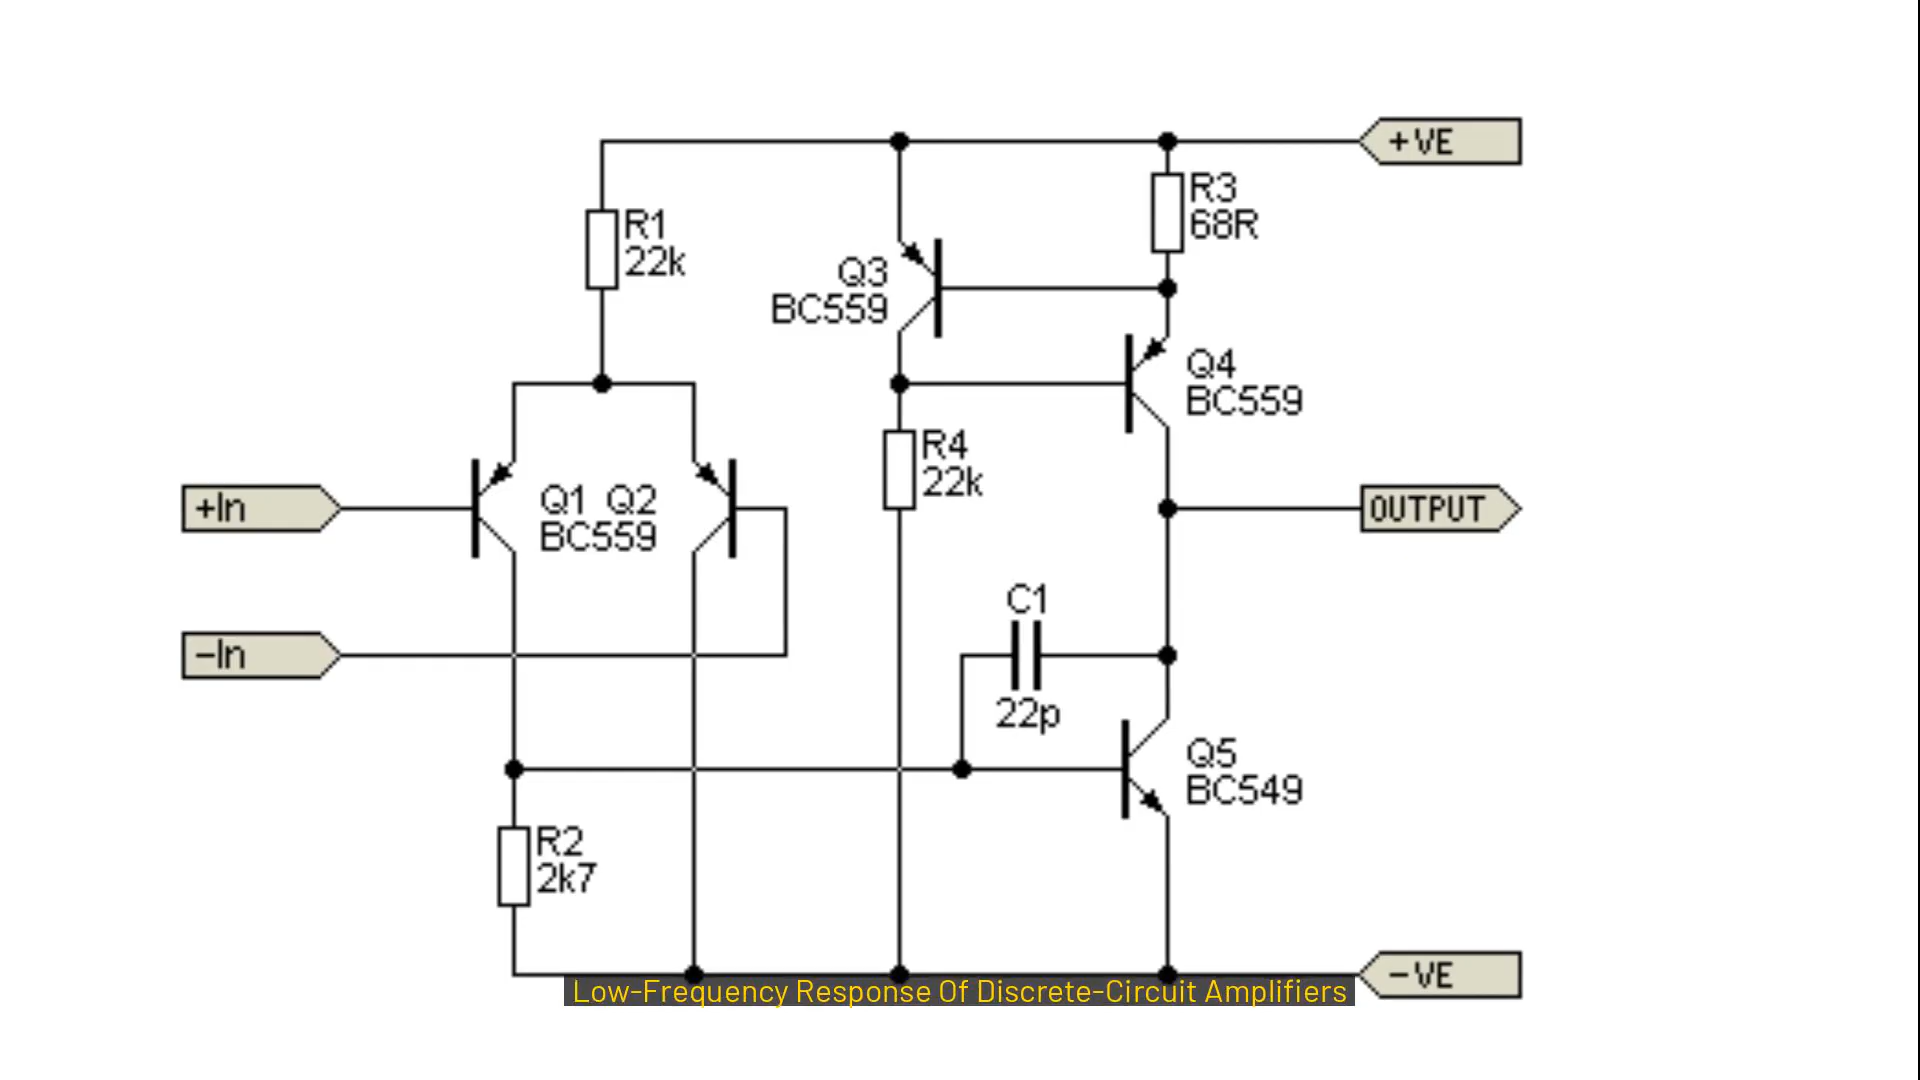 +VE
R3
68R
R1
22k
Q3
BC559
Q4
BC559
R4
22k
+In
Q1 Q2
BC559
OUTPUT
C1
-In
22p
Q5
BC549
R2
2k7
-VE
Low-Frequency Response Of Discrete-Circuit Amplifiers